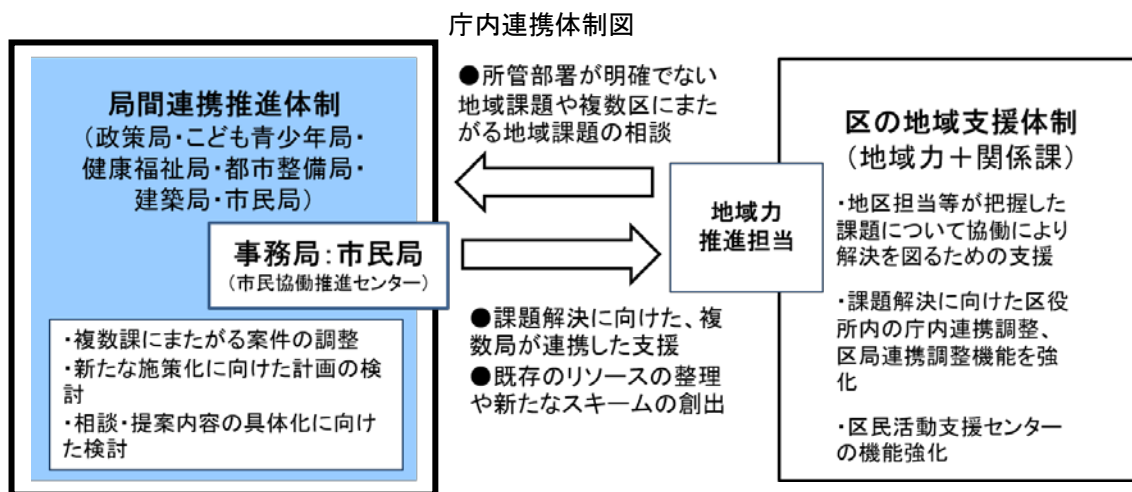 庁内連携体制図
局間連携推進体制
（政策局・こども青少年局・
健康福祉局・都市整備局・
建築局・市民局）
事務局：市民局
（市民協働推進センター）
・複数課にまたがる案件の調整
・新たな施策化に向けた計画の検
討
・相談・提案内容の具体化に向け
た検討
●所管部署が明確でない
地域課題や複数区にまた
がる地域課題の相談
●課題解決に向けた、複
数局が連携した支援
●既存のリソースの整理
や新たなスキームの創出
地域力
推進担当
区の地域支援体制
（地域力＋関係課）
・地区担当等が把握した
課題について協働により
解決を図るための支援
・課題解決に向けた区役
所内の庁内連携調整、
区局連携調整機能を強
化
・区民活動支援センター
の機能強化